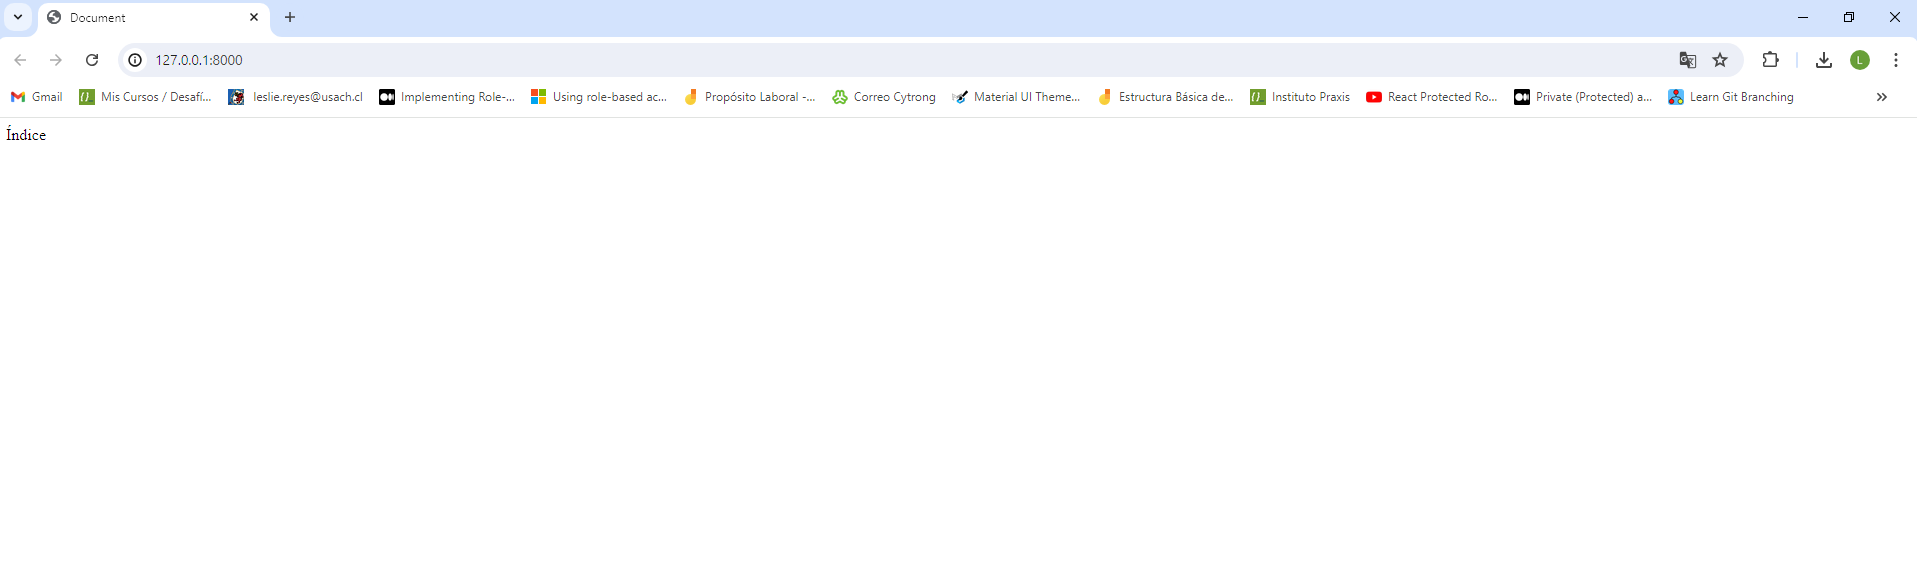 Document
127.0.0.1:8000
L
Gmail Mis Cursos / Desafí... leslie.reyes@usach.cl Implementing Role-... Using role-based ac... Propósito Laboral -... Correo Cytrong Material UI Theme... Estructura Básica de... Instituto Praxis React Protected Ro... Private (Protected) a... Learn Git Branching
Índice